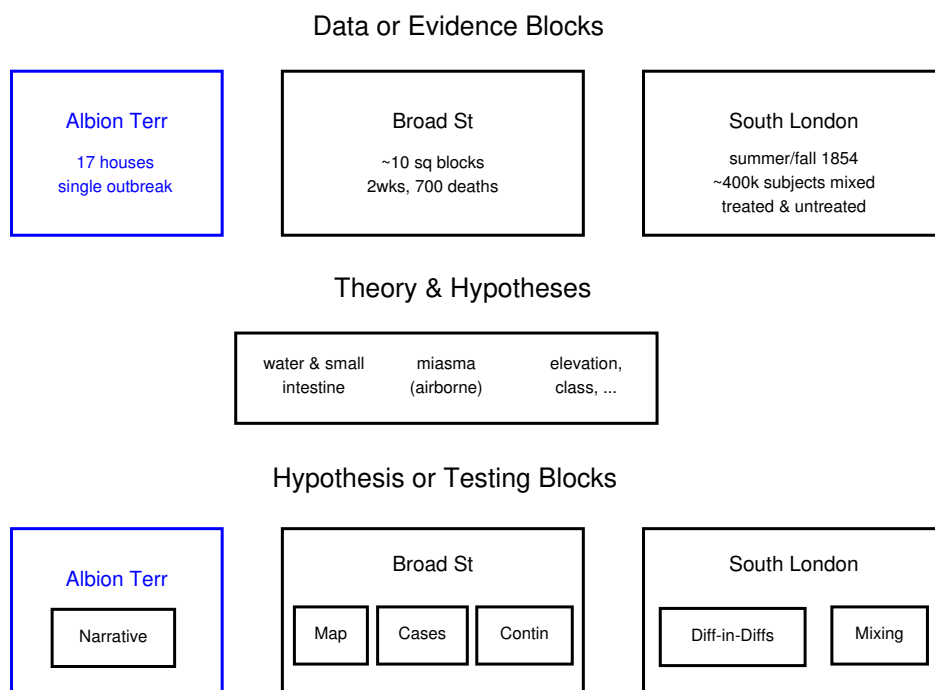 Data or Evidence Blocks
Albion Terr
17 houses
single outbreak
Broad St
~10 sq blocks
2wks, 700 deaths
South London
summer/fall 1854
~400k subjects mixed
treated & untreated
Theory & Hypotheses
water & small
intestine
miasma
(airborne)
elevation,
class, ...
Hypothesis or Testing Blocks
Albion Terr
Narrative
Broad St
Map
Cases
Contin
South London
Diff-in-Diffs
Mixing